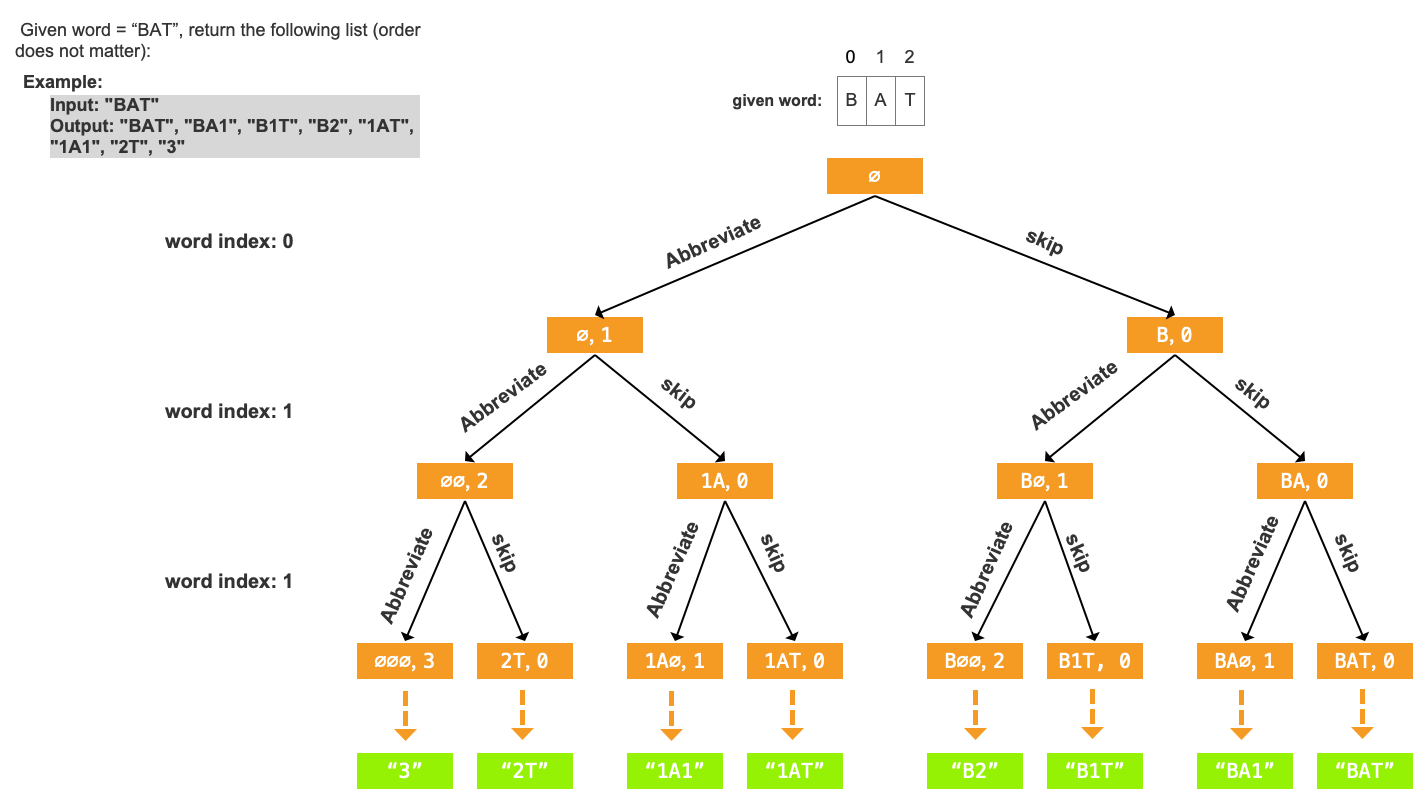 Given word = “BAT”, return the following list (order
does not matter):
Example:
Input: "BAT"
Output: "BAT", "BA1", "B1T", "B2", "1AT",
"1A1", "2T", "3"
0 1 2
given word: B A T
ø
Abbreviate skip
word index: 0
ø, 1 B, 0
Abbreviate skip Abbreviate skip
word index: 1
øø, 2 1A, 0 Bø, 1 BA, 0
Abbreviate skip Abbreviate skip Abbreviate skip Abbreviate skip
word index: 1
øøø, 3 2T, 0 1Aø, 1 1AT, 0 Bøø, 2 B1T, 0 BAø, 1 BAT, 0
“3” “2T” “1A1” “1AT” “B2” “B1T” “BA1” “BAT”